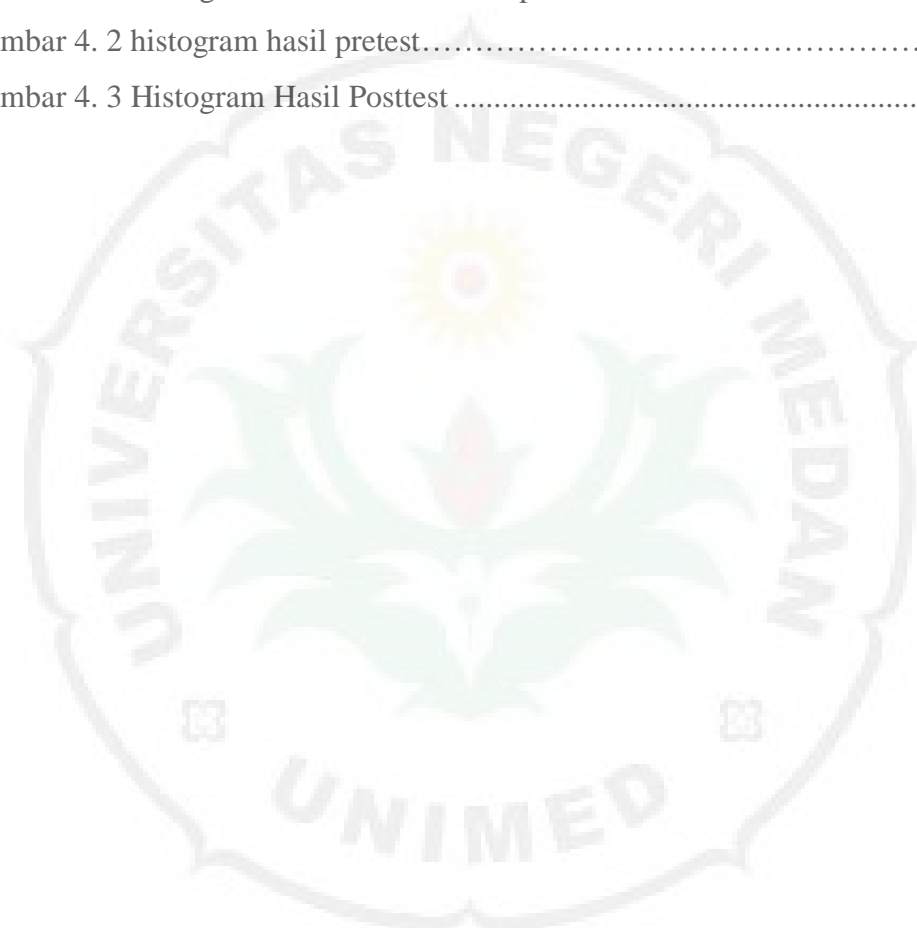 mbar 4. 2 histogram hasil pretest……………………………………………
mbar 4. 3 Histogram Hasil Posttest ..........................................................
UNIVERSITAS NEGERI MEDAN
UNIMED